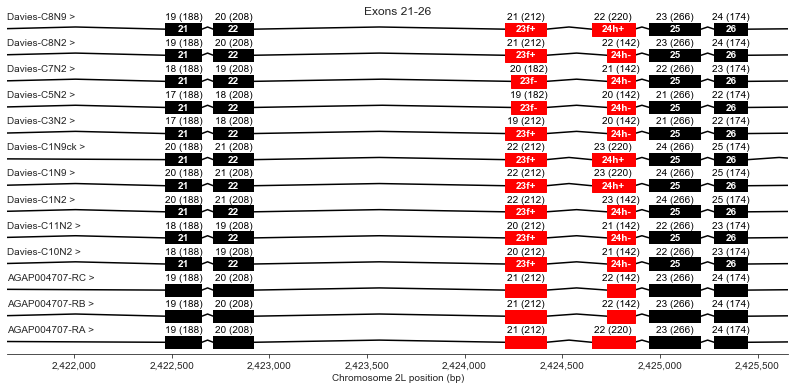 Exons 21-26
Davies-C8N9 > 19 (188) 20 (208) 21 (212) 22 (220) 23 (266) 24 (174)
21 22 23f+ 24h+ 25 26
Davies-C8N2 > 19 (188) 20 (208) 21 (212) 22 (142) 23 (266) 24 (174)
21 22 23f+ 24h- 25 26
Davies-C7N2 > 18 (188) 19 (208) 20 (182) 21 (142) 22 (266) 23 (174)
21 22 23f- 24h- 25 26
Davies-C5N2 > 17 (188) 18 (208) 19 (182) 20 (142) 21 (266) 22 (174)
21 22 23f- 24h- 25 26
Davies-C3N2 > 17 (188) 18 (208) 19 (212) 20 (142) 21 (266) 22 (174)
21 22 23f+ 24h- 25 26
Davies-C1N9ck > 20 (188) 21 (208) 22 (212) 23 (220) 24 (266) 25 (174)
21 22 23f+ 24h+ 25 26
Davies-C1N9 > 20 (188) 21 (208) 22 (212) 23 (220) 24 (266) 25 (174)
21 22 23f+ 24h+ 25 26
Davies-C1N2 > 20 (188) 21 (208) 22 (212) 23 (142) 24 (266) 25 (174)
21 22 23f+ 24h- 25 26
Davies-C11N2 > 18 (188) 19 (208) 20 (212) 21 (142) 22 (266) 23 (174)
21 22 23f+ 24h- 25 26
Davies-C10N2 > 18 (188) 19 (208) 20 (212) 21 (142) 22 (266) 23 (174)
21 22 23f+ 24h- 25 26
AGAP004707-RC > 19 (188) 20 (208) 21 (212) 22 (142) 23 (266) 24 (174)
AGAP004707-RB > 19 (188) 20 (208) 21 (212) 22 (142) 23 (266) 24 (174)
AGAP004707-RA > 19 (188) 20 (208) 21 (212) 22 (220) 23 (266) 24 (174)
2,422,000 2,422,500 2,423,000 2,423,500 2,424,000 2,424,500 2,425,000 2,425,500
Chromosome 2L position (bp)